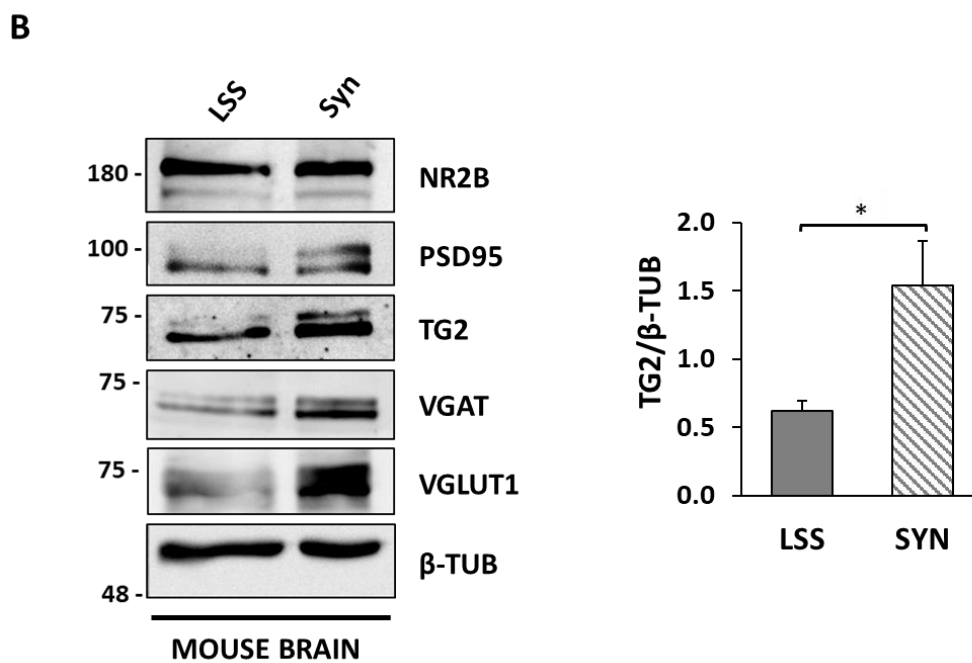 B
LSS Syn
180 - NR2B
100 - PSD95
75 - TG2
75 - VGAT
75 - VGLUT1
β-TUB
48 -
MOUSE BRAIN
*
TG2/β-TUB
2.0
1.5
1.0
0.5
0.0
LSS SYN